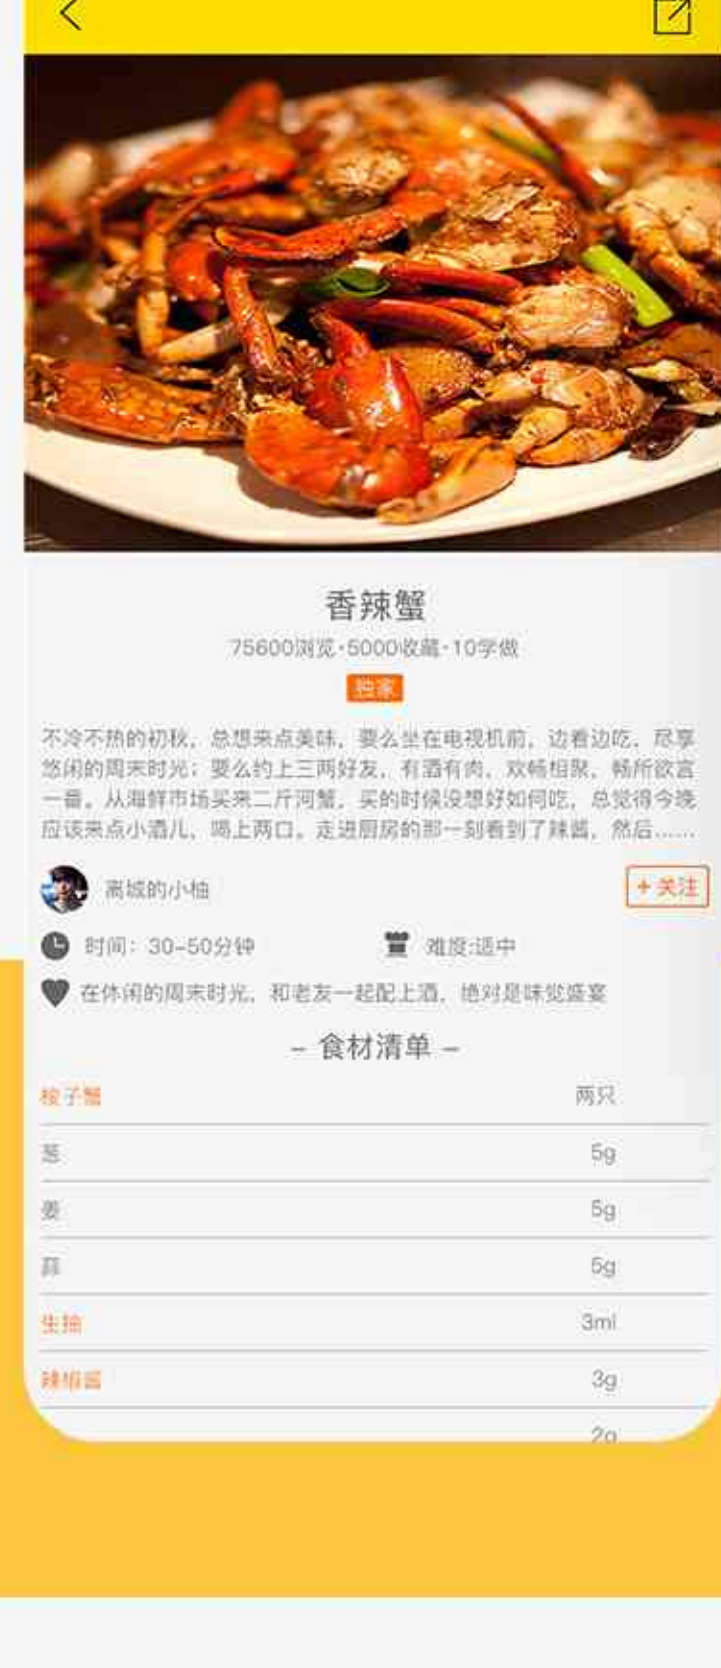 香辣蟹
75600浏览·5000收藏·10学做
独家
不冷不热的初秋，总想来点美味，要么坐在电视机前，边看边吃，尽享
悠闲的周末时光；要么约上三两好友，有酒有肉，欢畅相聚，畅所欲言
一番。从海鲜市场买来二斤河蟹，买的时候没想好如何吃，总觉得今晚
应该来点小酒儿，喝上两口。走进厨房的那一刻看到了辣酱，然后……
离城的小柚
+关注
时间：30-50分钟
难度:适中
在休闲的周末时光，和老友一起配上酒，绝对是味觉盛宴
- 食材清单 -
梭子蟹 两只
葱 5g
姜 5g
蒜 5g
生抽 3ml
辣椒酱 3g
2g